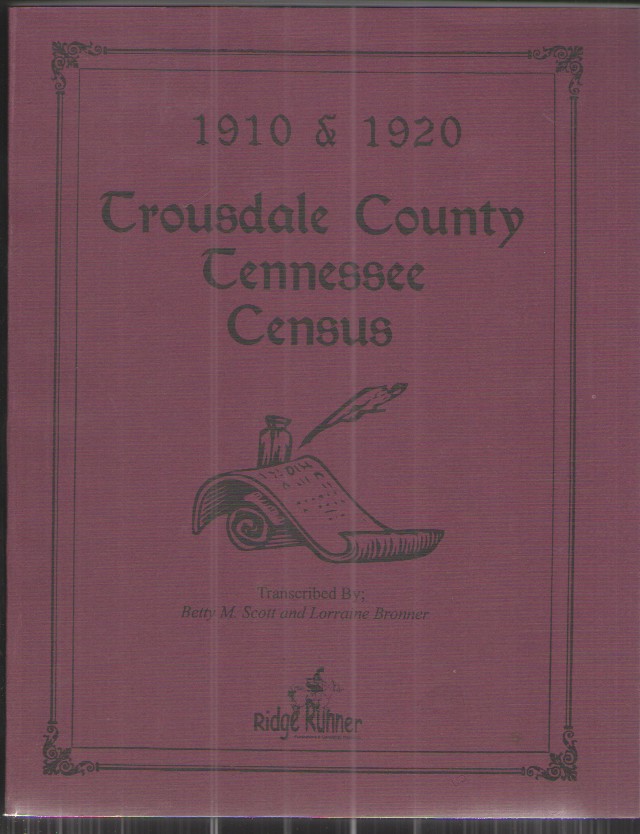 1910 & 1920
Trousdale County
Tennessee
Census
Transcribed By;
Betty M. Scott and Lorraine Bronner
Ridge Runner